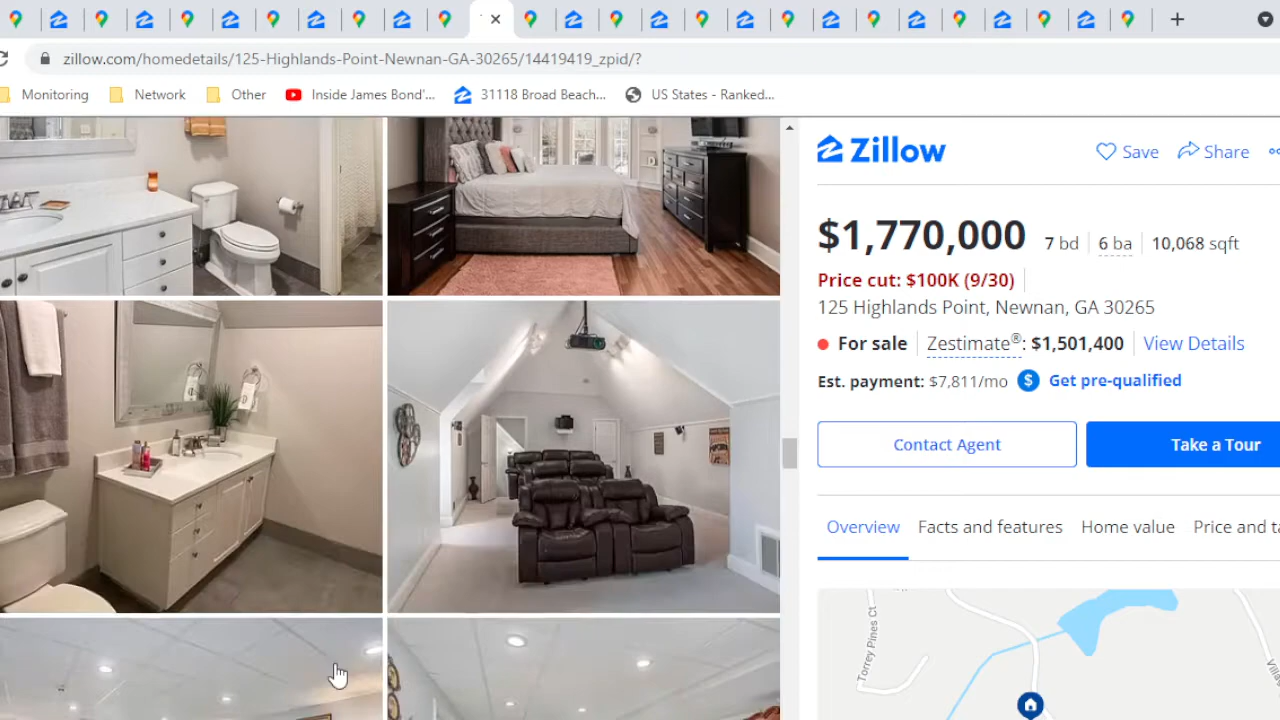 zillow.com/homedetails/125-Highlands-Point-Newnan-GA-30265/14419419_zpid/?
Monitoring
Network
Other
Inside James Bond'...
31118 Broad Beach...
US States - Ranked...
Zillow
Save
Share
$1,770,000
7 bd
6 ba
10,068 sqft
Price cut: $100K (9/30)
125 Highlands Point, Newnan, GA 30265
For sale
Zestimate®: $1,501,400
View Details
Est. payment: $7,811/mo
$
Get pre-qualified
Contact Agent
Take a Tour
Overview
Facts and features
Home value
Price and ta
Torrey Pines Ct